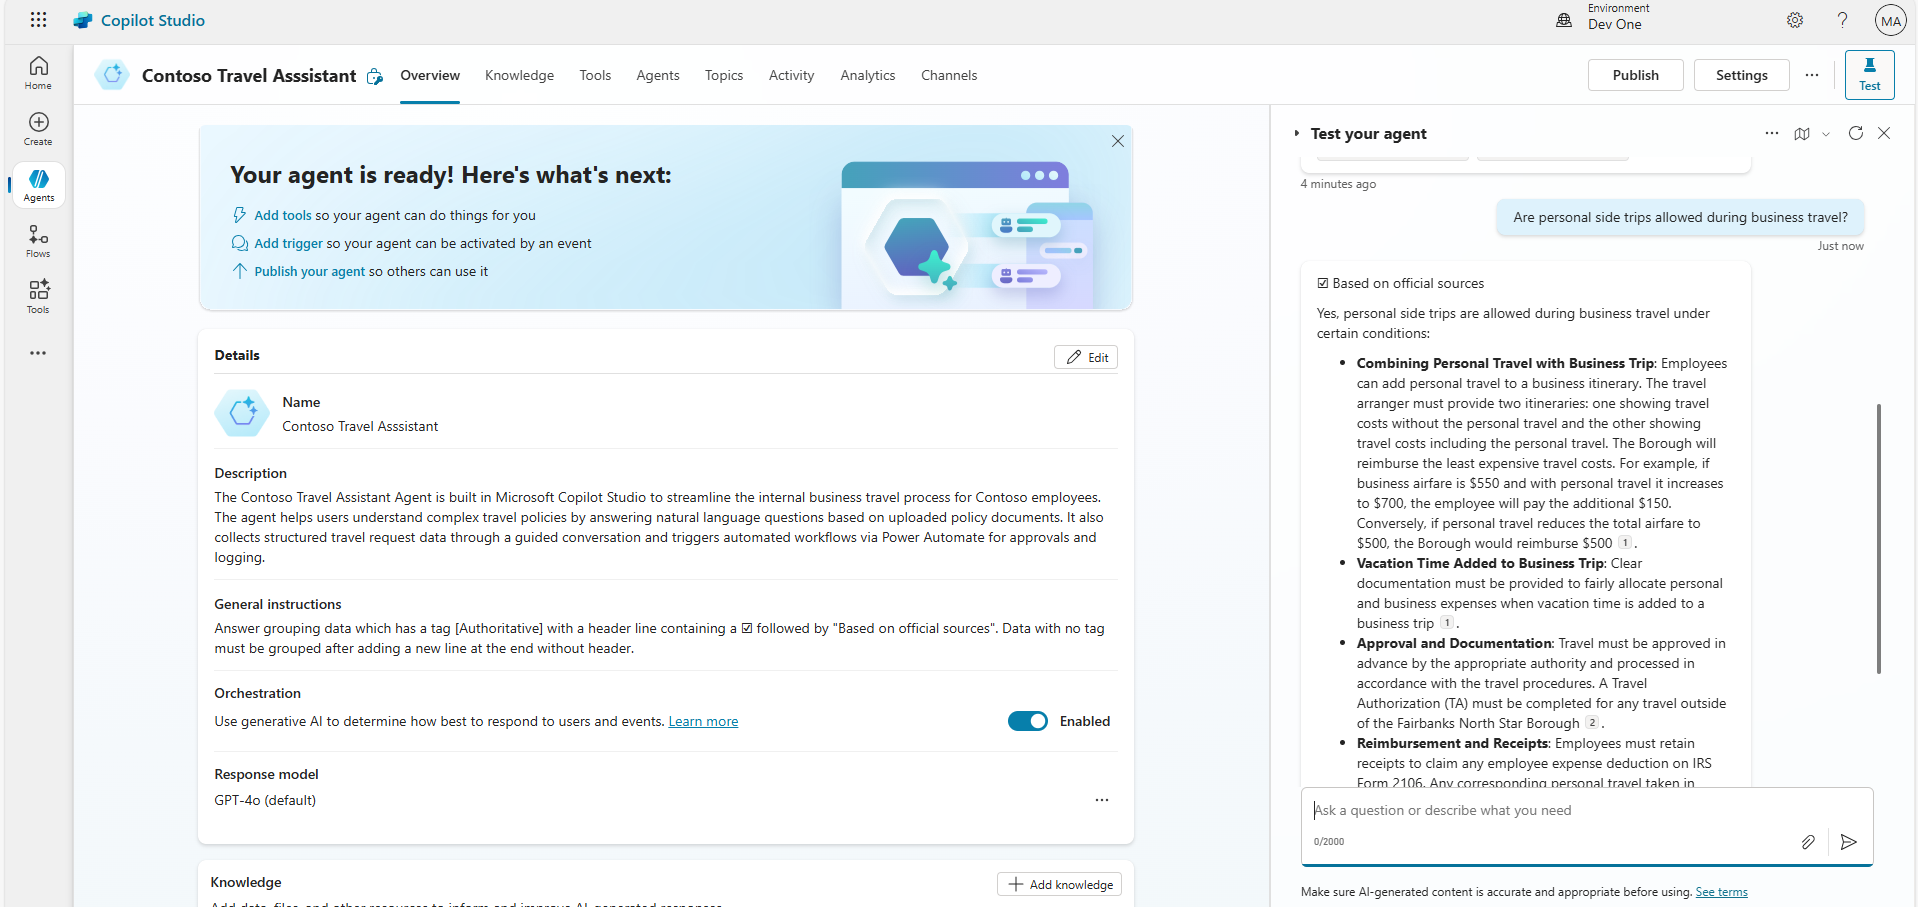 Copilot Studio
Environment
Dev One
MA
Home
Create
Agents
Flows
Tools
Contoso Travel Asssistant
Overview
Knowledge
Tools
Agents
Topics
Activity
Analytics
Channels
Publish
Settings
Test
Your agent is ready! Here's what's next:
Add tools so your agent can do things for you
Add trigger so your agent can be activated by an event
Publish your agent so others can use it
Details
Edit
Name
Contoso Travel Asssistant
Description
The Contoso Travel Assistant Agent is built in Microsoft Copilot Studio to streamline the internal business travel process for Contoso employees.
The agent helps users understand complex travel policies by answering natural language questions based on uploaded policy documents. It also
collects structured travel request data through a guided conversation and triggers automated workflows via Power Automate for approvals and
logging.
General instructions
Answer grouping data which has a tag [Authoritative] with a header line containing a ☑ followed by "Based on official sources". Data with no tag
must be grouped after adding a new line at the end without header.
Orchestration
Use generative AI to determine how best to respond to users and events. Learn more
Enabled
Response model
GPT-4o (default)
Knowledge
Add knowledge
Add data, files, and other resources to inform and improve AI-generated responses.
Test your agent
4 minutes ago
Are personal side trips allowed during business travel?
Just now
☑ Based on official sources
Yes, personal side trips are allowed during business travel under
certain conditions:
• Combining Personal Travel with Business Trip: Employees
can add personal travel to a business itinerary. The travel
arranger must provide two itineraries: one showing travel
costs without the personal travel and the other showing
travel costs including the personal travel. The Borough will
reimburse the least expensive travel costs. For example, if
business airfare is $550 and with personal travel it increases
to $700, the employee will pay the additional $150.
Conversely, if personal travel reduces the total airfare to
$500, the Borough would reimburse $500 1 .
• Vacation Time Added to Business Trip: Clear
documentation must be provided to fairly allocate personal
and business expenses when vacation time is added to a
business trip 1 .
• Approval and Documentation: Travel must be approved in
advance by the appropriate authority and processed in
accordance with the travel procedures. A Travel
Authorization (TA) must be completed for any travel outside
of the Fairbanks North Star Borough 2 .
• Reimbursement and Receipts: Employees must retain
receipts to claim any employee expense deduction on IRS
Form 2106. Any corresponding personal travel taken in
Ask a question or describe what you need
0/2000
Make sure AI-generated content is accurate and appropriate before using. See terms